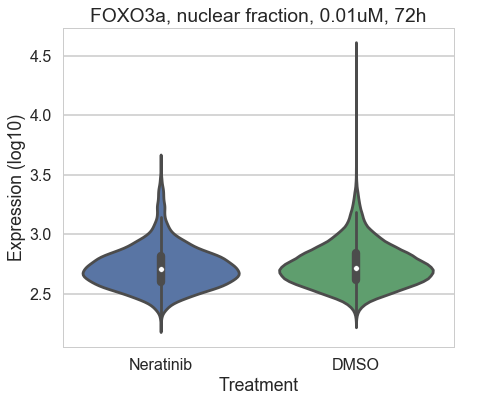 FOXO3a, nuclear fraction, 0.01uM, 72h
4.5
4.0
3.5
3.0
2.5
Expression (log10)
Neratinib DMSO
Treatment